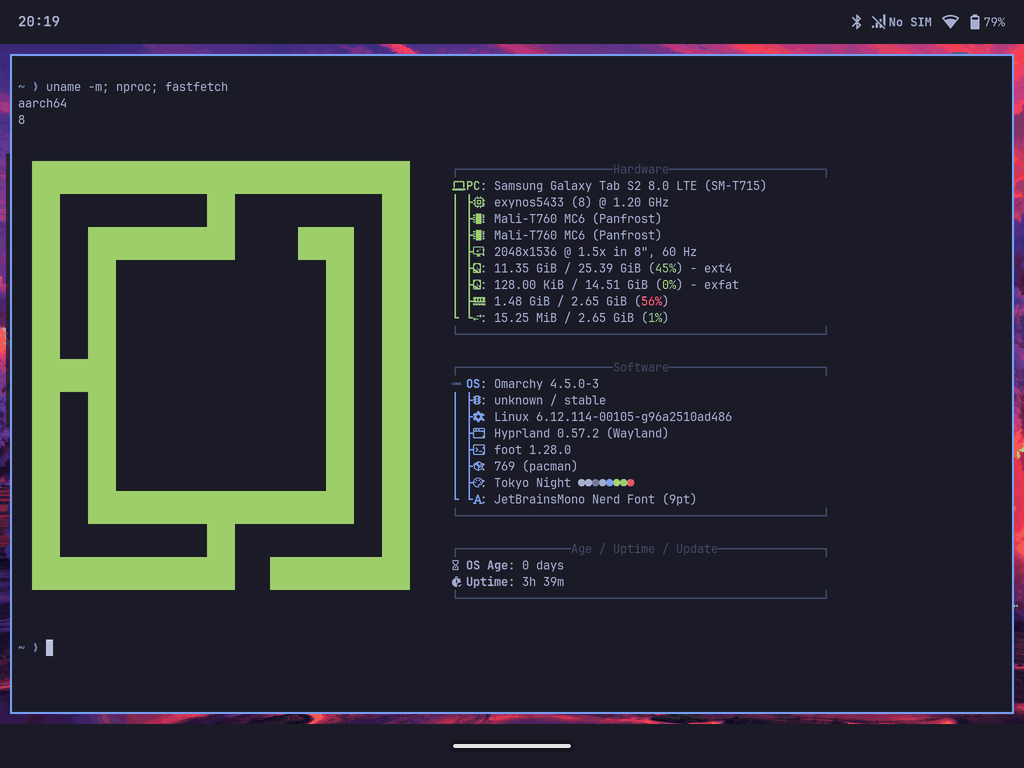 20:19
No SIM
79%
~ ❯ uname -m; nproc; fastfetch
aarch64
8
Hardware
PC: Samsung Galaxy Tab S2 8.0 LTE (SM-T715)
exynos5433 (8) @ 1.20 GHz
Mali-T760 MC6 (Panfrost)
Mali-T760 MC6 (Panfrost)
2048x1536 @ 1.5x in 8", 60 Hz
: 11.35 GiB / 25.39 GiB (45%) - ext4
: 128.00 KiB / 14.51 GiB (0%) - exfat
1.48 GiB / 2.65 GiB (56%)
: 15.25 MiB / 2.65 GiB (1%)
Software
OS: Omarchy 4.5.0-3
: unknown / stable
Linux 6.12.114-00105-g96a2510ad486
Hyprland 0.57.2 (Wayland)
foot 1.28.0
769 (pacman)
Tokyo Night
A: JetBrainsMono Nerd Font (9pt)
Age / Uptime / Update
OS Age: 0 days
Uptime: 3h 39m
~ ❯